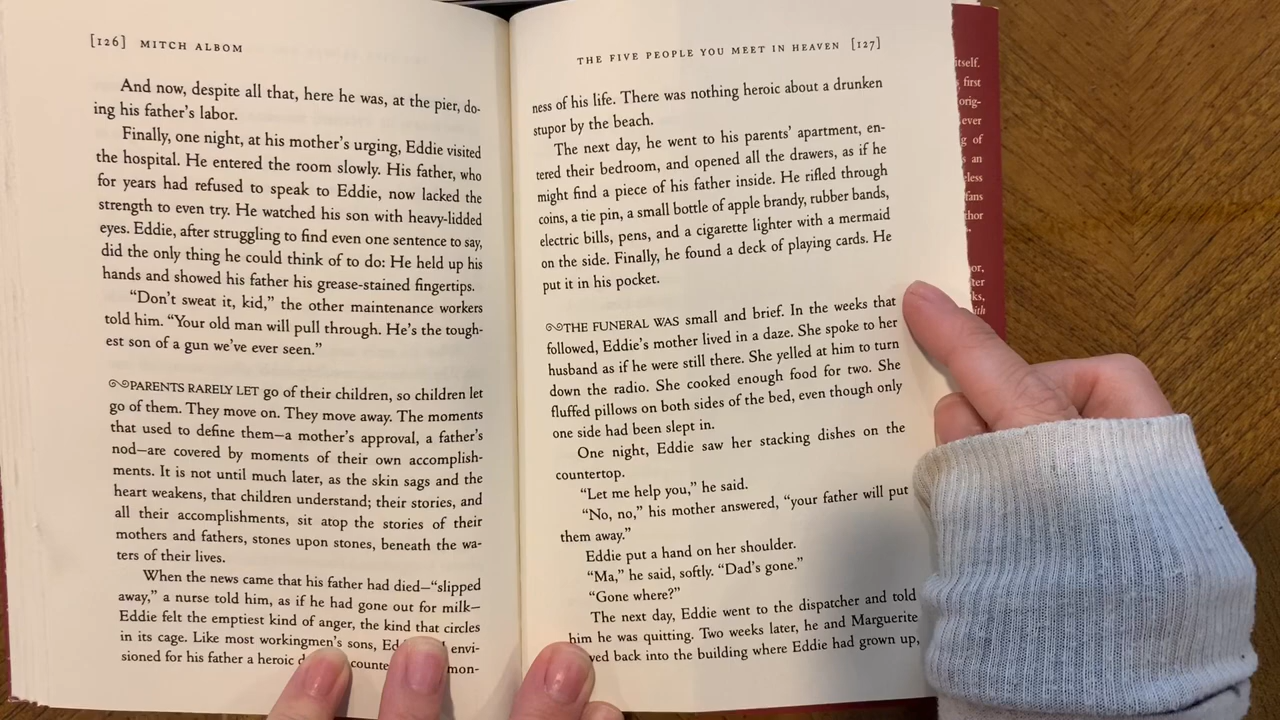 [126] MITCH ALBOM
And now, despite all that, here he was, at the pier, do-
ing his father's labor.
Finally, one night, at his mother's urging, Eddie visited
the hospital. He entered the room slowly. His father, who
for years had refused to speak to Eddie, now lacked the
strength to even try. He watched his son with heavy-lidded
eyes. Eddie, after struggling to find even one sentence to say,
did the only thing he could think of to do: He held up his
hands and showed his father his grease-stained fingertips.
“Don't sweat it, kid,” the other maintenance workers
told him. “Your old man will pull through. He's the tough-
est son of a gun we've ever seen.”
PARENTS RARELY LET go of their children, so children let
go of them. They move on. They move away. The moments
that used to define them—a mother's approval, a father's
nod—are covered by moments of their own accomplish-
ments. It is not until much later, as the skin sags and the
heart weakens, that children understand; their stories, and
all their accomplishments, sit atop the stories of their
mothers and fathers, stones upon stones, beneath the wa-
ters of their lives.
When the news came that his father had died—“slipped
away,” a nurse told him, as if he had gone out for milk—
Eddie felt the emptiest kind of anger, the kind that circles
in its cage. Like most workingmen's sons, envi-
sioned for his father a heroic mon-
THE FIVE PEOPLE YOU MEET IN HEAVEN [127]
ness of his life. There was nothing heroic about a drunken
stupor by the beach.
The next day, he went to his parents' apartment, en-
tered their bedroom, and opened all the drawers, as if he
might find a piece of his father inside. He rifled through
coins, a tie pin, a small bottle of apple brandy, rubber bands,
electric bills, pens, and a cigarette lighter with a mermaid
on the side. Finally, he found a deck of playing cards. He
put it in his pocket.
THE FUNERAL WAS small and brief. In the weeks that
followed, Eddie's mother lived in a daze. She spoke to her
husband as if he were still there. She yelled at him to turn
down the radio. She cooked enough food for two. She
fluffed pillows on both sides of the bed, even though only
one side had been slept in.
One night, Eddie saw her stacking dishes on the
countertop.
“Let me help you,” he said.
“No, no,” his mother answered, “your father will put
them away.”
Eddie put a hand on her shoulder.
“Ma,” he said, softly. “Dad's gone.”
“Gone where?”
The next day, Eddie went to the dispatcher and told
him he was quitting. Two weeks later, he and Marguerite
back into the building where Eddie had grown up,
itself.
first
orig-
ever
of
an
fans